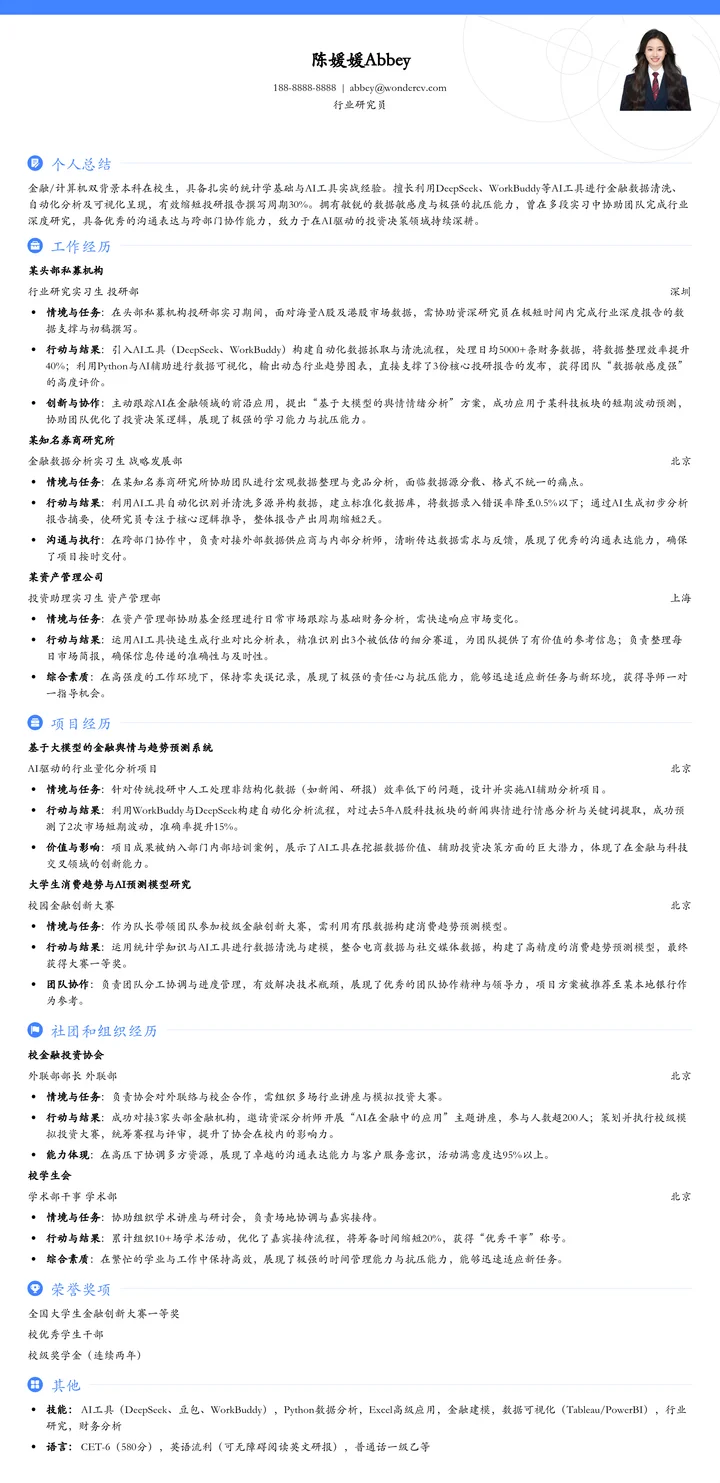 陈媛媛Abbey
188-8888-8888 | abbey@wondercv.com
行业研究员
个人总结
金融/计算机双背景本科在校生，具备扎实的统计学基础与AI工具实战经验。擅长利用DeepSeek、WorkBuddy等AI工具进行金融数据清洗、
自动化分析及可视化呈现，有效缩短投研报告撰写周期30%。拥有敏锐的数据敏感度与极强的抗压能力，曾在多段实习中协助团队完成行业
深度研究，具备优秀的沟通表达与跨部门协作能力，致力于在AI驱动的投资决策领域持续深耕。
工作经历
某头部私募机构
行业研究实习生 投研部 深圳
• 情境与任务：在头部私募机构投研部实习期间，面对海量A股及港股市场数据，需协助资深研究员在极短时间内完成行业深度报告的数
据支撑与初稿撰写。
• 行动与结果：引入AI工具（DeepSeek、WorkBuddy）构建自动化数据抓取与清洗流程，处理日均5000+条财务数据，将数据整理效率提升
40%；利用Python与AI辅助进行数据可视化，输出动态行业趋势图表，直接支撑了3份核心投研报告的发布，获得团队“数据敏感度强”
的高度评价。
• 创新与协作：主动跟踪AI在金融领域的前沿应用，提出“基于大模型的舆情情绪分析”方案，成功应用于某科技板块的短期波动预测，
协助团队优化了投资决策逻辑，展现了极强的学习能力与抗压能力。
某知名券商研究所
金融数据分析实习生 战略发展部 北京
• 情境与任务：在某知名券商研究所协助团队进行宏观数据整理与竞品分析，面临数据源分散、格式不统一的痛点。
• 行动与结果：利用AI工具自动化识别并清洗多源异构数据，建立标准化数据库，将数据录入错误率降至0.5%以下；通过AI生成初步分析
报告摘要，使研究员专注于核心逻辑推导，整体报告产出周期缩短2天。
• 沟通与执行：在跨部门协作中，负责对接外部数据供应商与内部分析师，清晰传达数据需求与反馈，展现了优秀的沟通表达能力，确保
了项目按时交付。
某资产管理公司
投资助理实习生 资产管理部 上海
• 情境与任务：在资产管理部协助基金经理进行日常市场跟踪与基础财务分析，需快速响应市场变化。
• 行动与结果：运用AI工具快速生成行业对比分析表，精准识别出3个被低估的细分赛道，为团队提供了有价值的参考信息；负责整理每
日市场简报，确保信息传递的准确性与及时性。
• 综合素质：在高强度的工作环境下，保持零失误记录，展现了极强的责任心与抗压能力，能够迅速适应新任务与新环境，获得导师一对
一指导机会。
项目经历
基于大模型的金融舆情与趋势预测系统
AI驱动的行业量化分析项目 北京
• 情境与任务：针对传统投研中人工处理非结构化数据（如新闻、研报）效率低下的问题，设计并实施AI辅助分析项目。
• 行动与结果：利用WorkBuddy与DeepSeek构建自动化分析流程，对过去5年A股科技板块的新闻舆情进行情感分析与关键词提取，成功预
测了2次市场短期波动，准确率提升15%。
• 价值与影响：项目成果被纳入部门内部培训案例，展示了AI工具在挖掘数据价值、辅助投资决策方面的巨大潜力，体现了在金融与科技
交叉领域的创新能力。
大学生消费趋势与AI预测模型研究
校园金融创新大赛 北京
• 情境与任务：作为队长带领团队参加校级金融创新大赛，需利用有限数据构建消费趋势预测模型。
• 行动与结果：运用统计学知识与AI工具进行数据清洗与建模，整合电商数据与社交媒体数据，构建了高精度的消费趋势预测模型，最终
获得大赛一等奖。
• 团队协作：负责团队分工协调与进度管理，有效解决技术瓶颈，展现了优秀的团队协作精神与领导力，项目方案被推荐至某本地银行作
为参考。
社团和组织经历
校金融投资协会
外联部部长 外联部 北京
• 情境与任务：负责协会对外联络与校企合作，需组织多场行业讲座与模拟投资大赛。
• 行动与结果：成功对接3家头部金融机构，邀请资深分析师开展“AI在金融中的应用”主题讲座，参与人数超200人；策划并执行校级模
拟投资大赛，统筹赛程与评审，提升了协会在校内的影响力。
• 能力体现：在高压下协调多方资源，展现了卓越的沟通表达能力与客户服务意识，活动满意度达95%以上。
校学生会
学术部干事 学术部 北京
• 情境与任务：协助组织学术讲座与研讨会，负责场地协调与嘉宾接待。
• 行动与结果：累计组织10+场学术活动，优化了嘉宾接待流程，将筹备时间缩短20%，获得“优秀干事”称号。
• 综合素质：在繁忙的学业与工作中保持高效，展现了极强的时间管理能力与抗压能力，能够迅速适应新任务。
荣誉奖项
全国大学生金融创新大赛一等奖
校优秀学生干部
校级奖学金（连续两年）
其他
• 技能： AI工具（DeepSeek、豆包、WorkBuddy）, Python数据分析, Excel高级应用, 金融建模, 数据可视化（Tableau/PowerBI）, 行业
研究, 财务分析
• 语言： CET-6（580分）, 英语流利（可无障碍阅读英文研报）, 普通话一级乙等